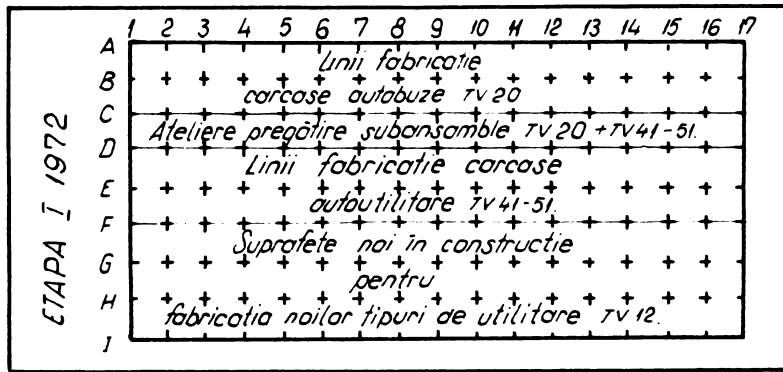 1 2 3 4 5 6 7 8 9 10 11 12 13 14 15 16 17
A
Linii fabricatie
B
carcase autobuze TV 20
C
Ateliere pregătire subansamble TV 20 + TV 41-51.
D
Linii fabricatie carcase
E
autoutilitare TV 41-51.
F
Suprafete noi în constructie
G
pentru
H
fabricatia noilor tipuri de utilitare TV 12.
I
ETAPA I 1972